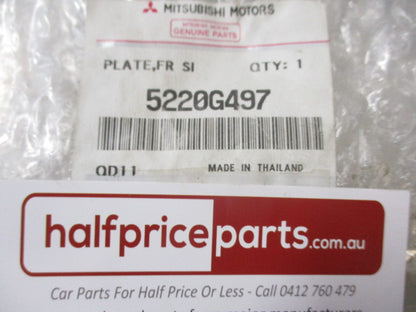 MITSUBISHI MOTORS
GENUINE PARTS
PLATE,FR SI QTY: 1
5220G497
QD11 MADE IN THAILAND
halfpriceparts.com.au
Car Parts For Half Price Or Less - Call 0412 760 479